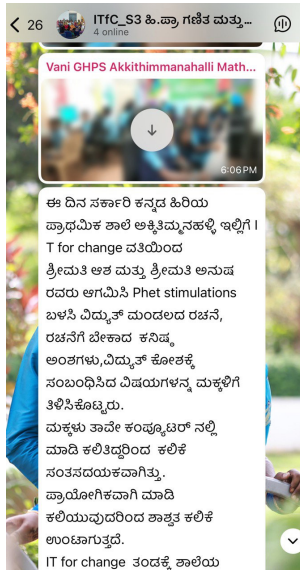 26
ITfC_S3 ಹಿ.ಪ್ರಾ ಗಣಿತ ಮತ್ತು...
4 online
Vani GHPS Akkithimmanahalli Math...
6:06 PM
ಈ ದಿನ ಸರ್ಕಾರಿ ಕನ್ನಡ ಹಿರಿಯ
ಪ್ರಾಥಮಿಕ ಶಾಲೆ ಅಕ್ಕಿತಿಮ್ಮನಹಳ್ಳಿ ಇಲ್ಲಿಗೆ I
T for change ವತಿಯಿಂದ
ಶ್ರೀಮತಿ ಆಶ ಮತ್ತು ಶ್ರೀಮತಿ ಅನುಷ
ರವರು ಆಗಮಿಸಿ Phet stimulations
ಬಳಸಿ ವಿದ್ಯುತ್ ಮಂಡಲದ ರಚನೆ,
ರಚನೆಗೆ ಬೇಕಾದ ಕನಿಷ್ಠ
ಅಂಶಗಳು,ವಿದ್ಯುತ್ ಕೋಶಕ್ಕೆ
ಸಂಬಂಧಿಸಿದ ವಿಷಯಗಳನ್ನ ಮಕ್ಕಳಿಗೆ
ತಿಳಿಸಿಕೊಟ್ಟರು.
ಮಕ್ಕಳು ತಾವೇ ಕಂಪ್ಯೂಟರ್ ನಲ್ಲಿ
ಮಾಡಿ ಕಲಿತಿದ್ದರಿಂದ ಕಲಿಕೆ
ಸಂತಸದಯಕವಾಗಿತ್ತು.
ಪ್ರಾಯೋಗಿಕವಾಗಿ ಮಾಡಿ
ಕಲಿಯುವುದರಿಂದ ಶಾಶ್ವತ ಕಲಿಕೆ
ಉಂಟಾಗುತ್ತದೆ.
IT for change ತಂಡಕ್ಕೆ ಶಾಲೆಯ